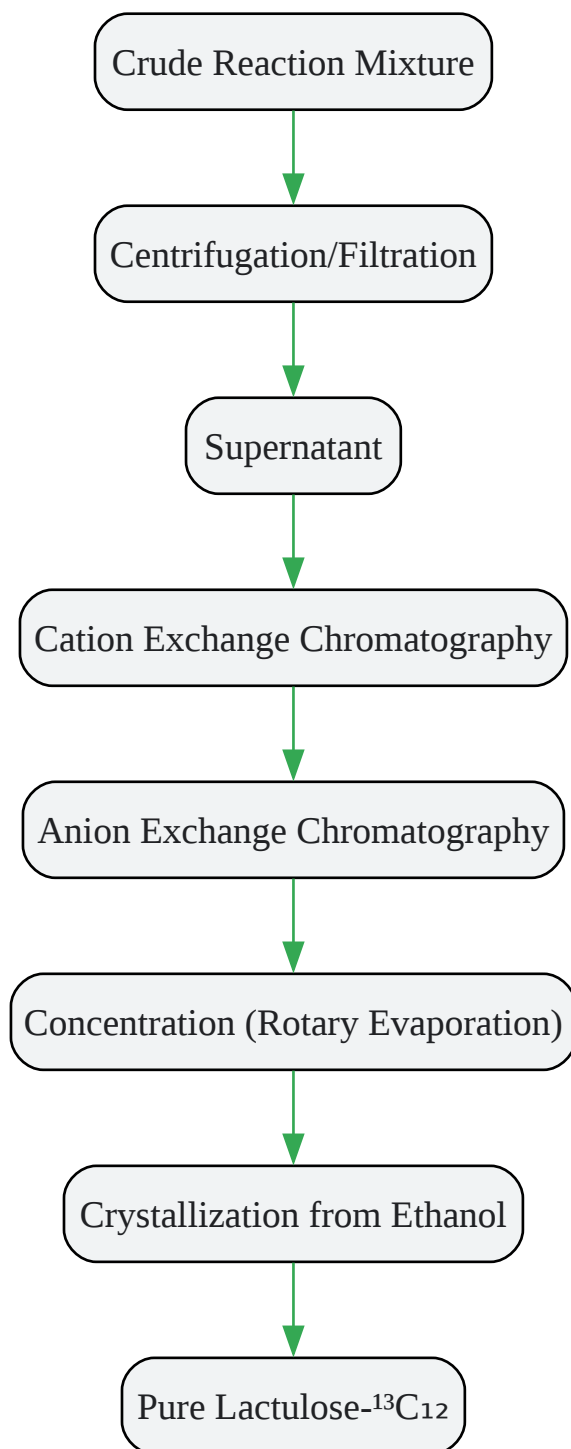 Crude Reaction Mixture
Centrifugation/Filtration
Supernatant
Cation Exchange Chromatography
Anion Exchange Chromatography
Concentration (Rotary Evaporation)
Crystallization from Ethanol
Pure Lactulose-¹³C₁₂